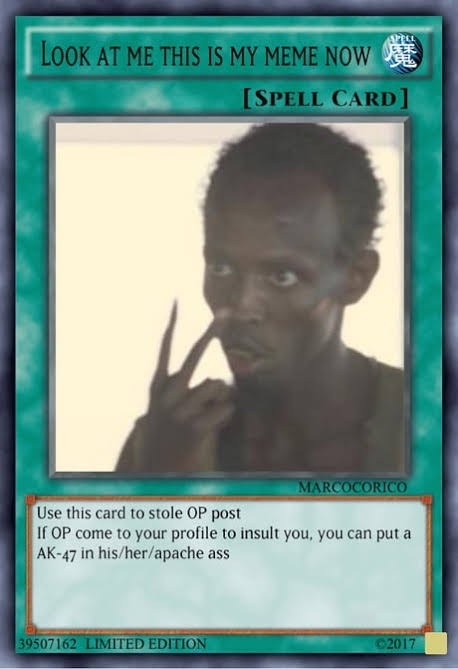 Look at me this is my meme now
SPELL
魔
[Spell Card]
MARCOCORICO
Use this card to stole OP post
If OP come to your profile to insult you, you can put a
AK-47 in his/her/apache ass
39507162 LIMITED EDITION ©2017